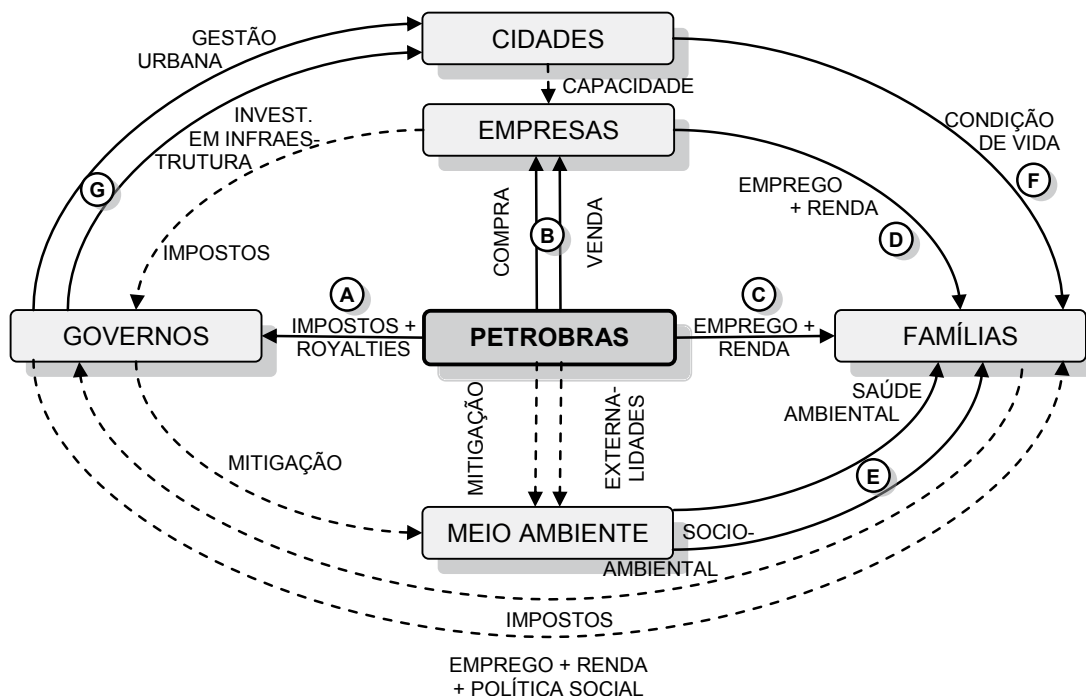 CIDADES
GESTÃO
URBANA
CAPACIDADE
INVEST.
EM INFRAES-
TRUTURA
EMPRESAS
CONDIÇÃO
DE VIDA
G
F
EMPREGO
+ RENDA
D
COMPRA
B
VENDA
IMPOSTOS
A
C
GOVERNOS
IMPOSTOS +
ROYALTIES
PETROBRAS
EMPREGO +
RENDA
FAMÍLIAS
MITIGAÇÃO
MITIGAÇÃO
EXTERNA-
LIDADES
SAÚDE
AMBIENTAL
E
MEIO AMBIENTE
SOCIO-
AMBIENTAL
IMPOSTOS
EMPREGO + RENDA
+ POLÍTICA SOCIAL